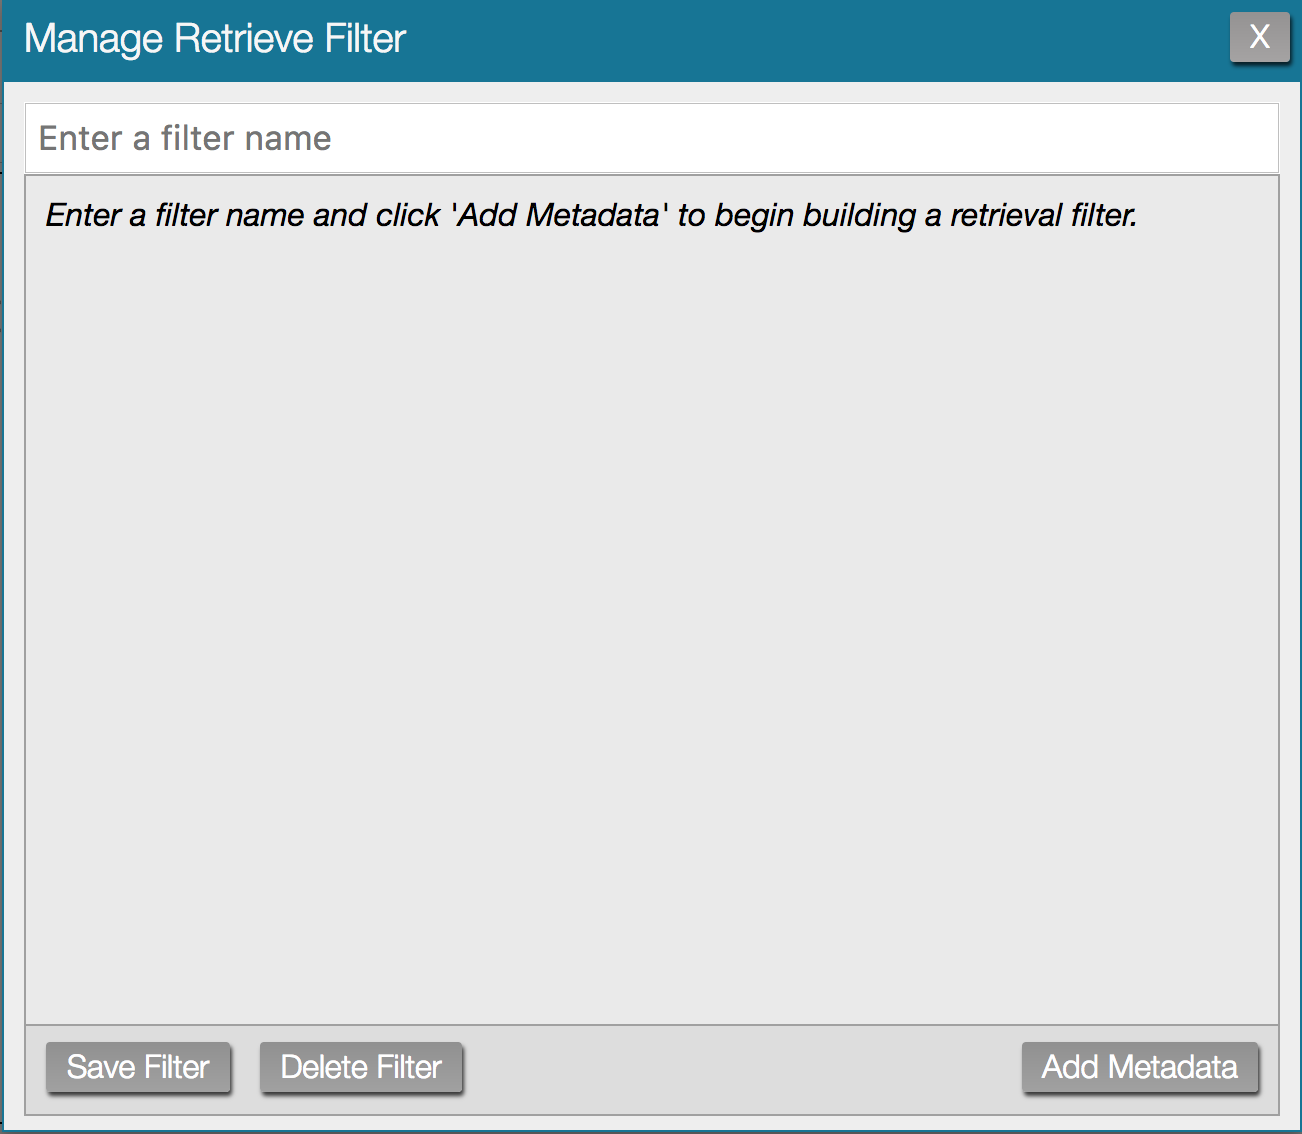 Manage Retrieve Filter
X
Enter a filter name
Enter a filter name and click 'Add Metadata' to begin building a retrieval filter.
Save Filter
Delete Filter
Add Metadata